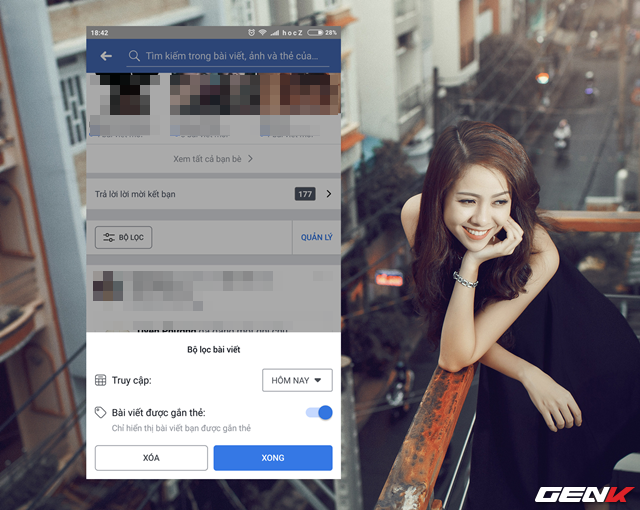 18:42
hocZ
28%
Tìm kiếm trong bài viết, ảnh và thẻ của...
Xem tất cả bạn bè
Trả lời lời mời kết bạn
177
BỘ LỌC
QUẢN LÝ
Bộ lọc bài viết
Truy cập:
HÔM NAY
Bài viết được gắn thẻ:
Chỉ hiển thị bài viết bạn được gắn thẻ
XÓA
XONG
GENK